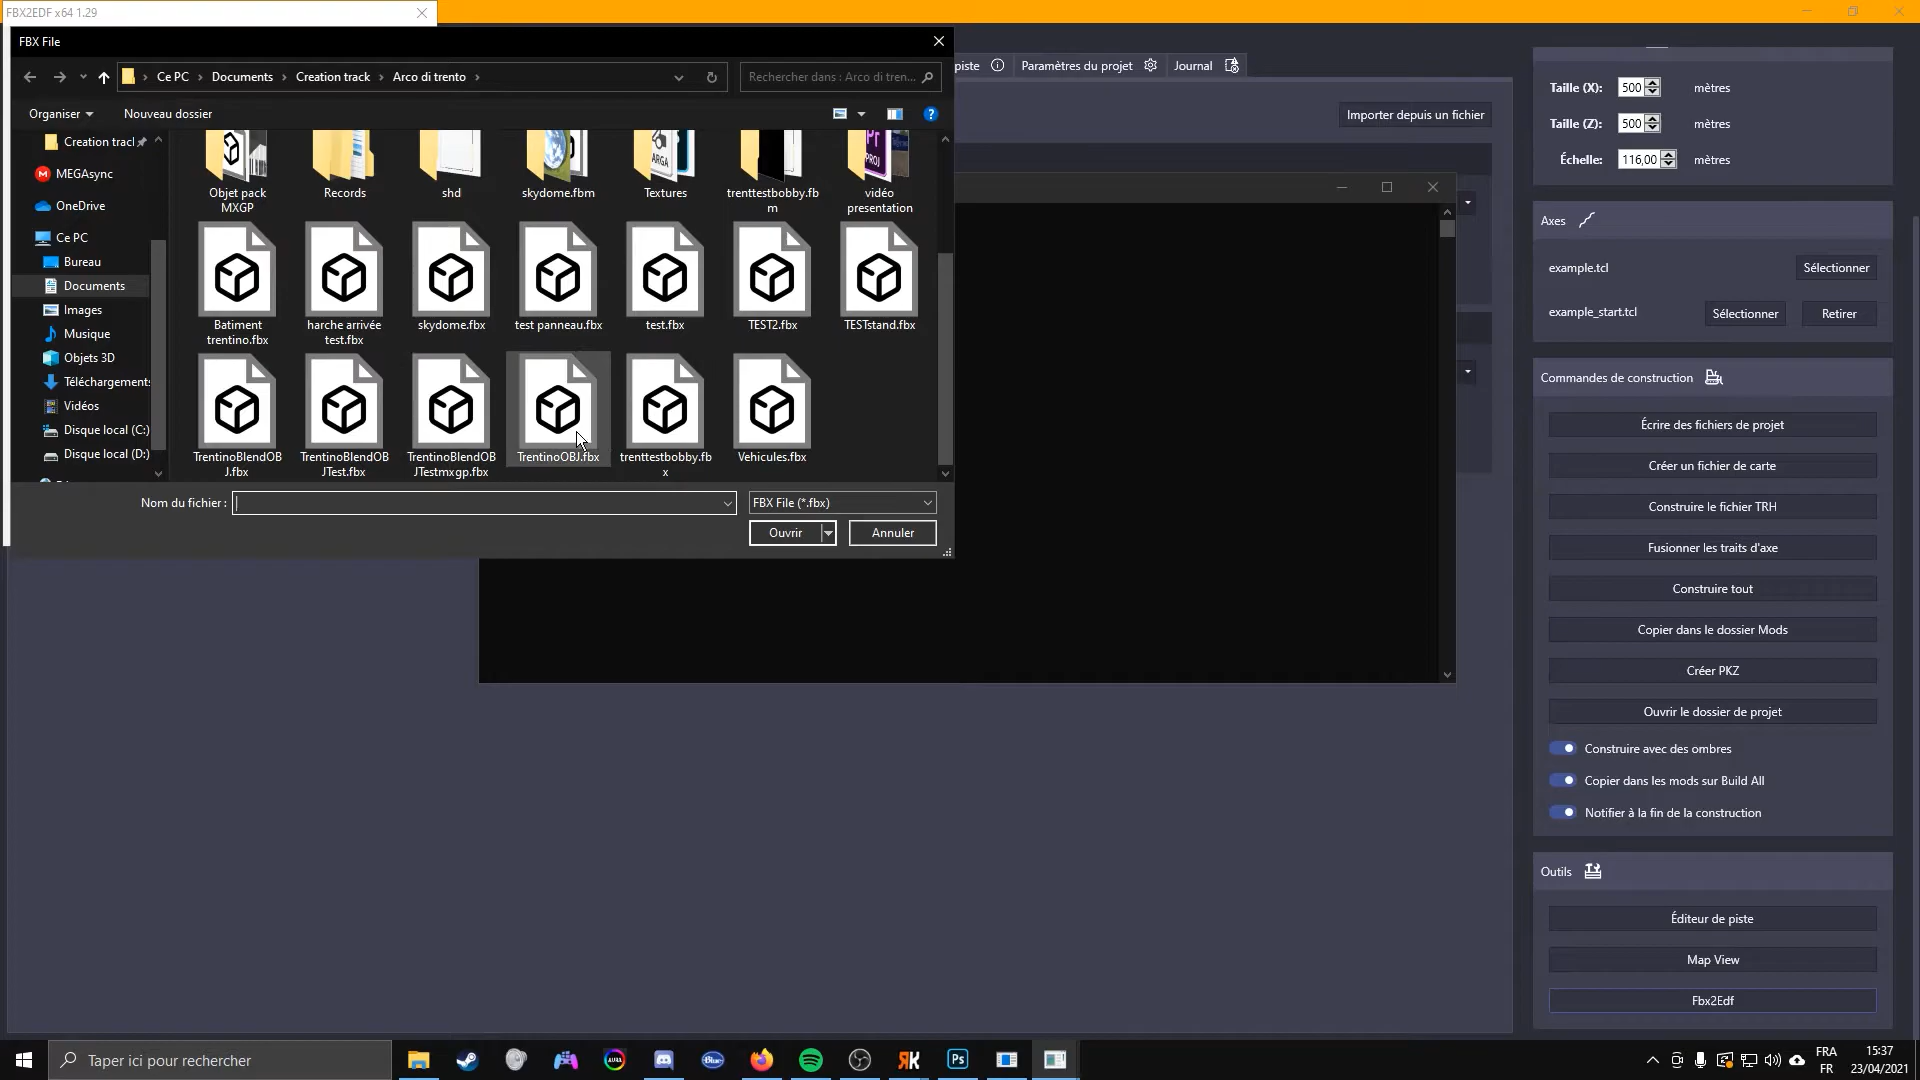 FBX2EDF x64 1.29
FBX File
Ce PC
Documents
Creation track
Arco di trento
Rechercher dans : Arco di tren...
Organiser
Nouveau dossier
Creation tracl
MEGAsync
OneDrive
Ce PC
Bureau
Documents
Images
Musique
Objets 3D
Téléchargement:
Vidéos
Disque local (C:)
Disque local (D:)
Objet pack
MXGP
Records
shd
skydome.fbm
Textures
trenttestbobby.fb
m
vidéo
presentation
Batiment
trentino.fbx
harche arrivée
test.fbx
skydome.fbx
test panneau.fbx
test.fbx
TEST2.fbx
TESTstand.fbx
TrentinoBlendOB
J.fbx
TrentinoBlendOB
JTest.fbx
TrentinoBlendOB
JTestmxgp.fbx
TrentinoOBJ.fbx
trenttestbobby.fb
x
Vehicules.fbx
Nom du fichier :
FBX File (*.fbx)
Ouvrir
Annuler
piste
Paramètres du projet
Journal
Importer depuis un fichier
Taille (X):
500
mètres
Taille (Z):
500
mètres
Échelle:
116,00
mètres
Axes
example.tcl
Sélectionner
example_start.tcl
Sélectionner
Retirer
Commandes de construction
Écrire des fichiers de projet
Créer un fichier de carte
Construire le fichier TRH
Fusionner les traits d'axe
Construire tout
Copier dans le dossier Mods
Créer PKZ
Ouvrir le dossier de projet
Construire avec des ombres
Copier dans les mods sur Build All
Notifier à la fin de la construction
Outils
Éditeur de piste
Map View
Fbx2Edf
Taper ici pour rechercher
FRA
FR
15:37
23/04/2021